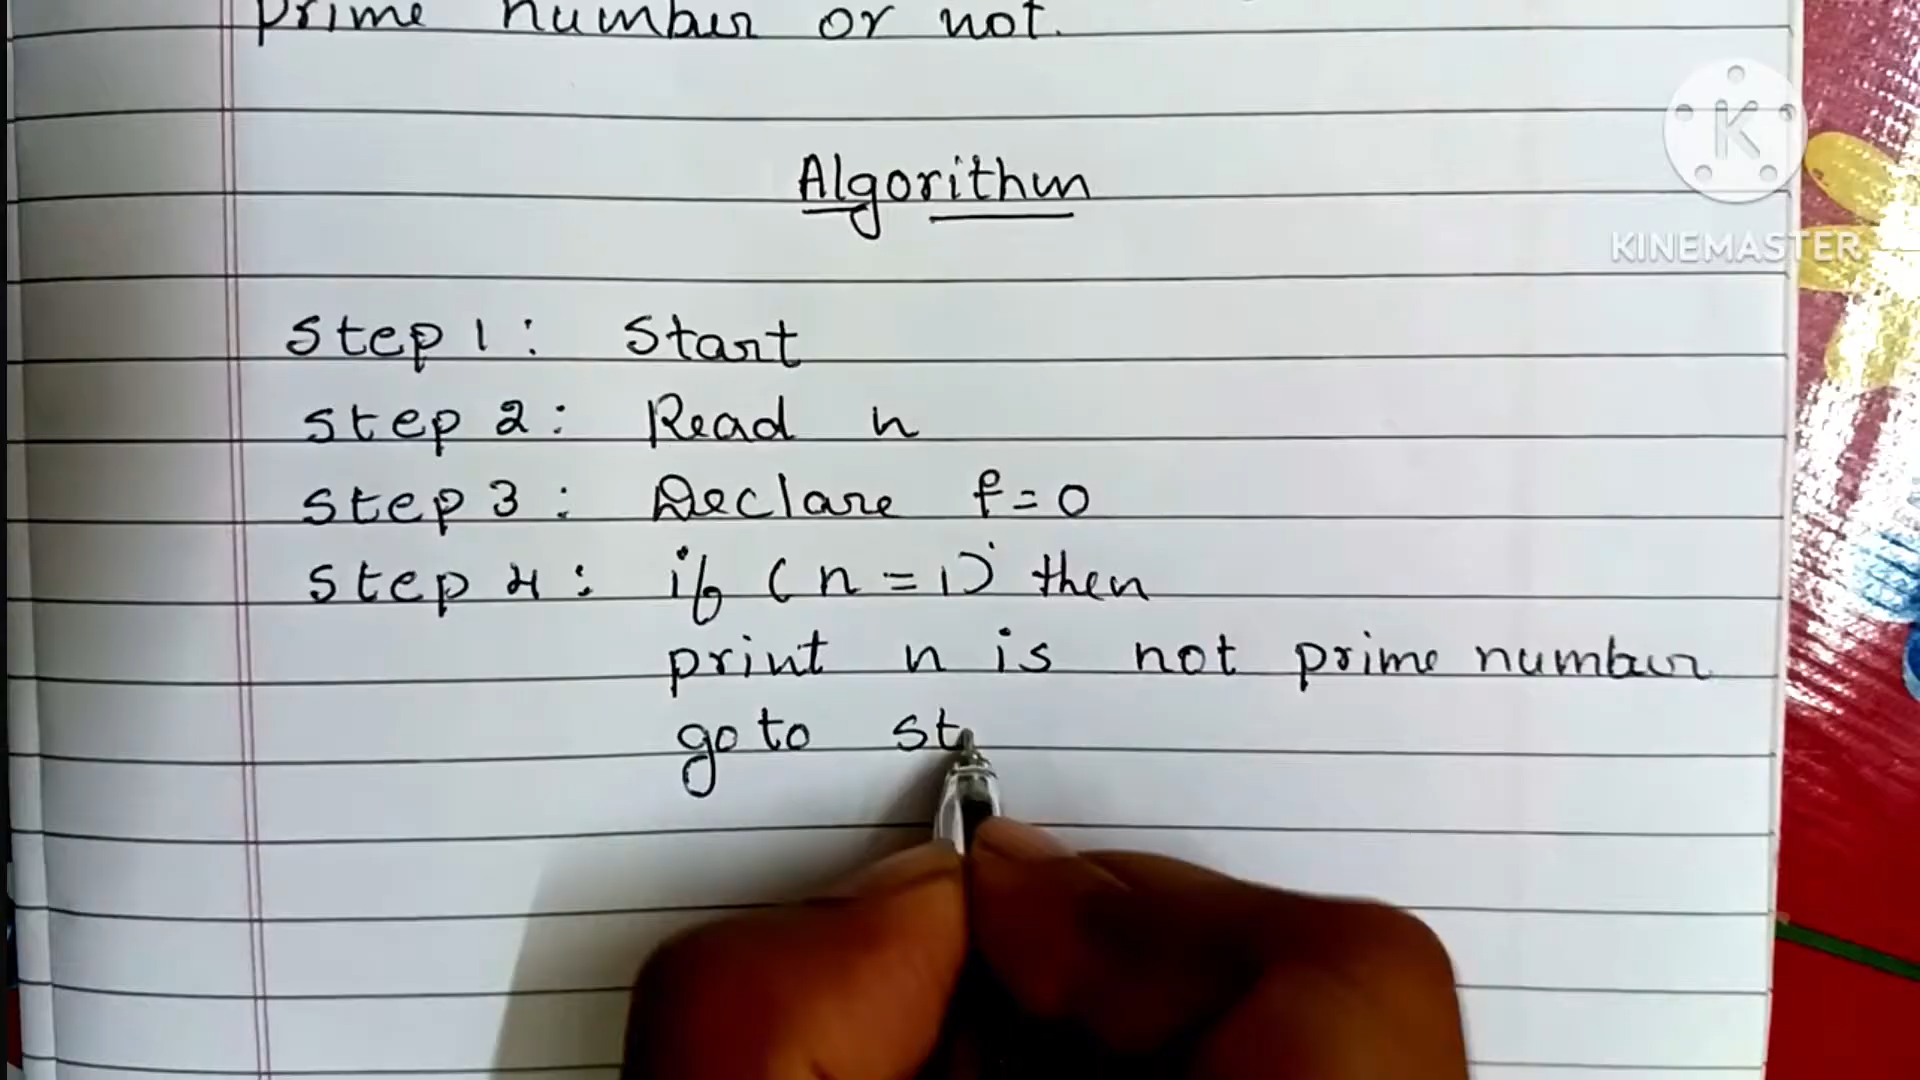 prime number or not.
Algorithm
K
KINEMASTER
Step 1: Start
Step 2: Read n
Step 3: Declare f=0
Step 4: if (n=1) then
print n is not prime number
go to st